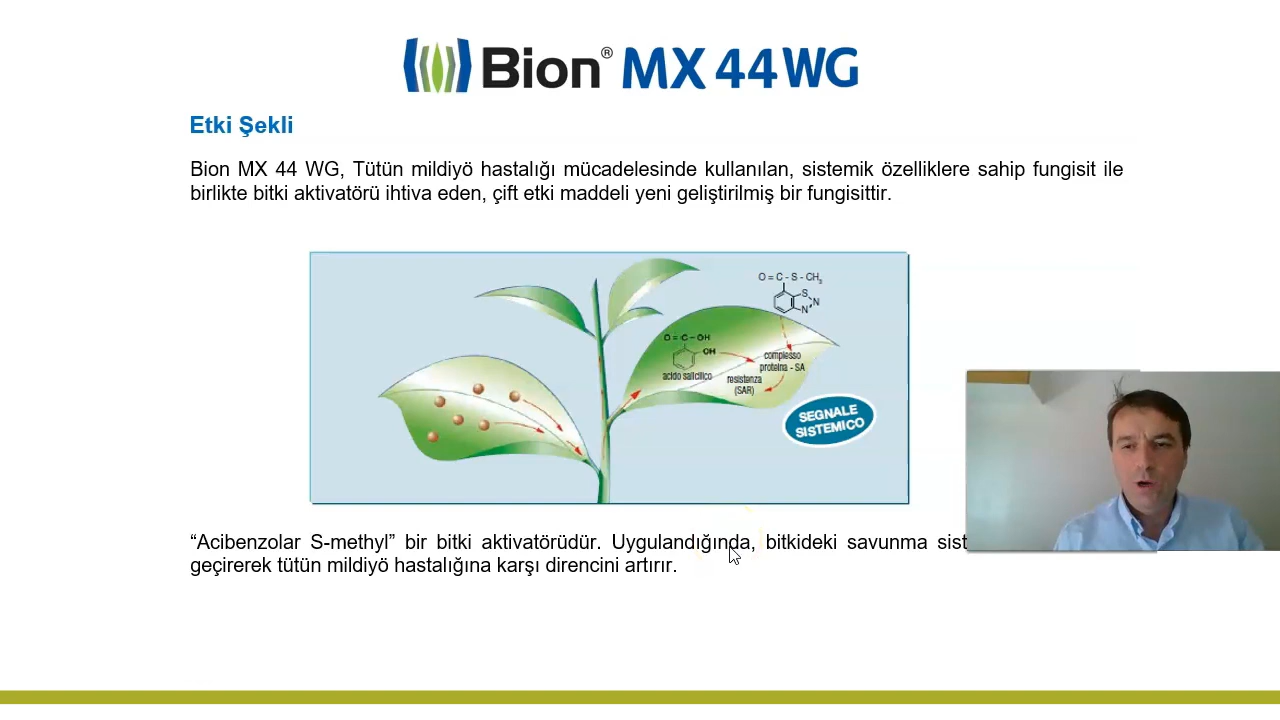 Bion® MX 44 WG
Etki Şekli
Bion MX 44 WG, Tütün mildiyö hastalığı mücadelesinde kullanılan, sistemik özelliklere sahip fungisit ile
birlikte bitki aktivatörü ihtiva eden, çift etki maddeli yeni geliştirilmiş bir fungisittir.
O = C - S - CH3
S
N
N
O = C – OH
OH
acido salicilico
complesso
proteina - SA
resistanza
(SAR)
SEGNALE
SISTEMICO
“Acibenzolar S-methyl” bir bitki aktivatörüdür. Uygulandığında, bitkideki savunma sist
geçirerek tütün mildiyö hastalığına karşı direncini artırır.